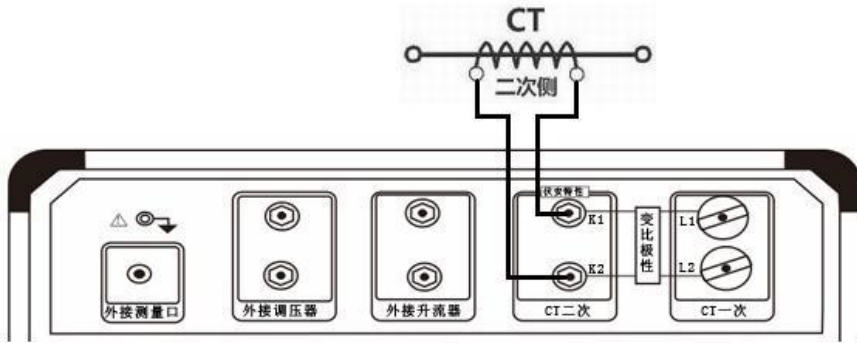 CT
二次侧
伏安特性
K1
变比极性
L1
K2
L2
外接测量口
外接调压器
外接升流器
CT二次
CT一次